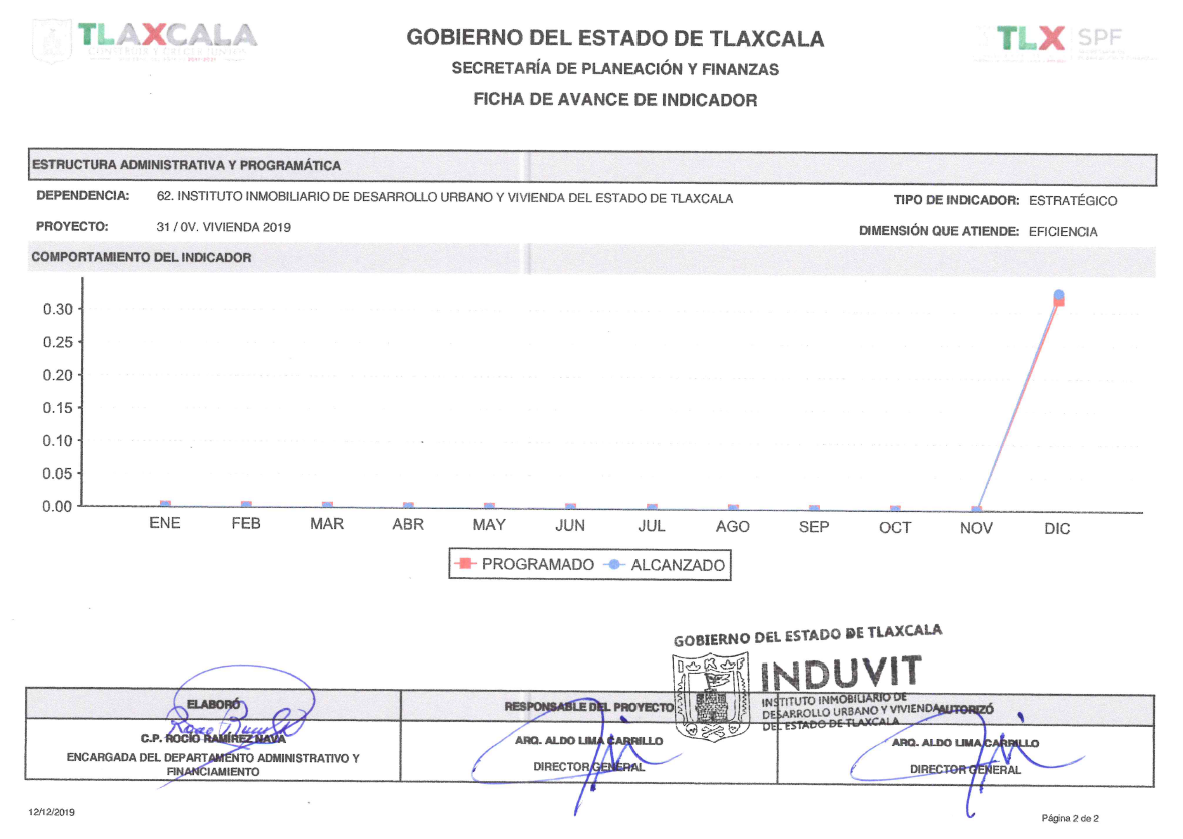 TLAXCALA
GOBIERNO DEL ESTADO DE TLAXCALA
SECRETARÍA DE PLANEACIÓN Y FINANZAS
FICHA DE AVANCE DE INDICADOR
TLX SPF
ESTRUCTURA ADMINISTRATIVA Y PROGRAMÁTICA
DEPENDENCIA: 62. INSTITUTO INMOBILIARIO DE DESARROLLO URBANO Y VIVIENDA DEL ESTADO DE TLAXCALA
TIPO DE INDICADOR: ESTRATÉGICO
PROYECTO: 31 / 0V. VIVIENDA 2019
DIMENSIÓN QUE ATIENDE: EFICIENCIA
COMPORTAMIENTO DEL INDICADOR
0.30
0.25
0.20
0.15
0.10
0.05
0.00
ENE FEB MAR ABR MAY JUN JUL AGO SEP OCT NOV DIC
PROGRAMADO ALCANZADO
GOBIERNO DEL ESTADO DE TLAXCALA
INDUVIT
INSTITUTO INMOBILIARIO DE
DESARROLLO URBANO Y VIVIENDA
DEL ESTADO DE TLAXCALA
ELABORÓ
C.P. ROCÍO RAMÍREZ NAVA
ENCARGADA DEL DEPARTAMENTO ADMINISTRATIVO Y
FINANCIAMIENTO
RESPONSABLE DEL PROYECTO
ARQ. ALDO LIMA CARRILLO
DIRECTOR GENERAL
AUTORIZÓ
ARQ. ALDO LIMA CARRILLO
DIRECTOR GENERAL
12/12/2019
Página 2 de 2